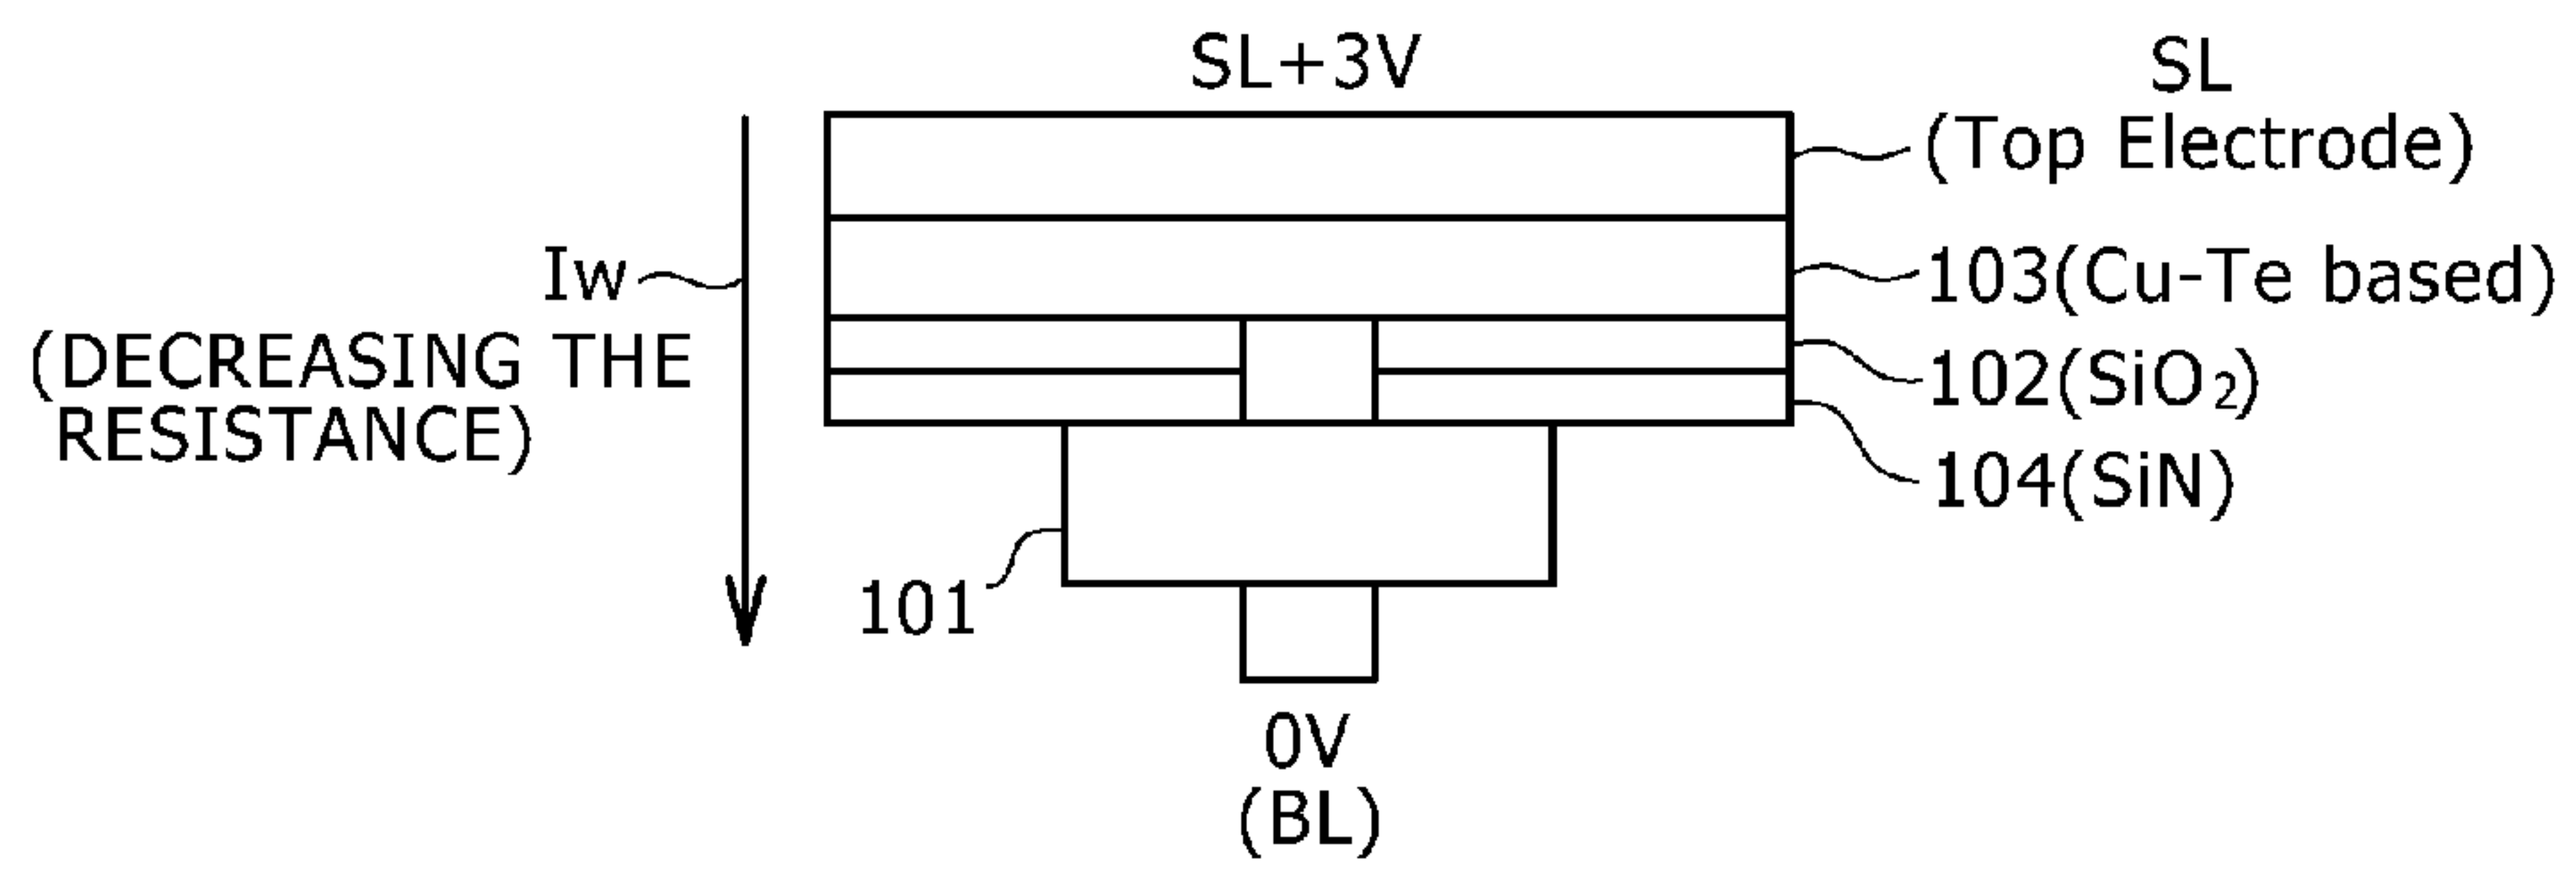 SL+3V
SL
(Top Electrode)
Iw
(DECREASING THE
RESISTANCE)
103(Cu-Te based)
102(SiO₂)
104(SiN)
101
0V
(BL)